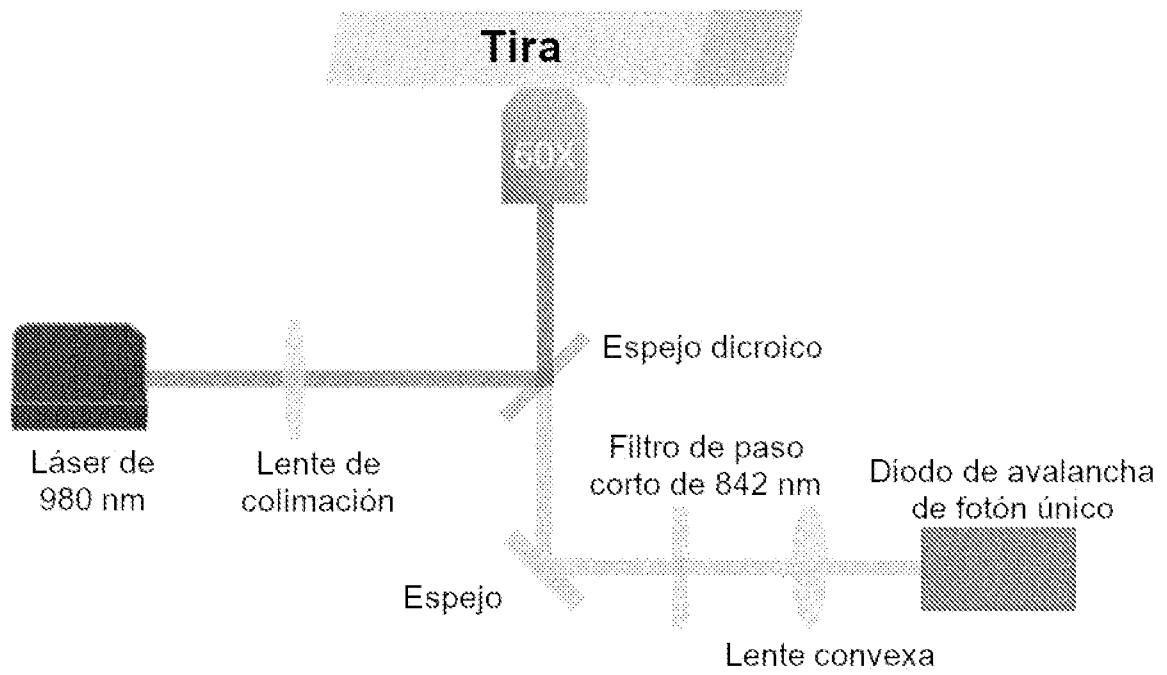 Tira
60X
Espejo dicroico
Láser de
980 nm
Lente de
colimación
Filtro de paso
corto de 842 nm
Diodo de avalancha
de fotón único
Espejo
Lente convexa